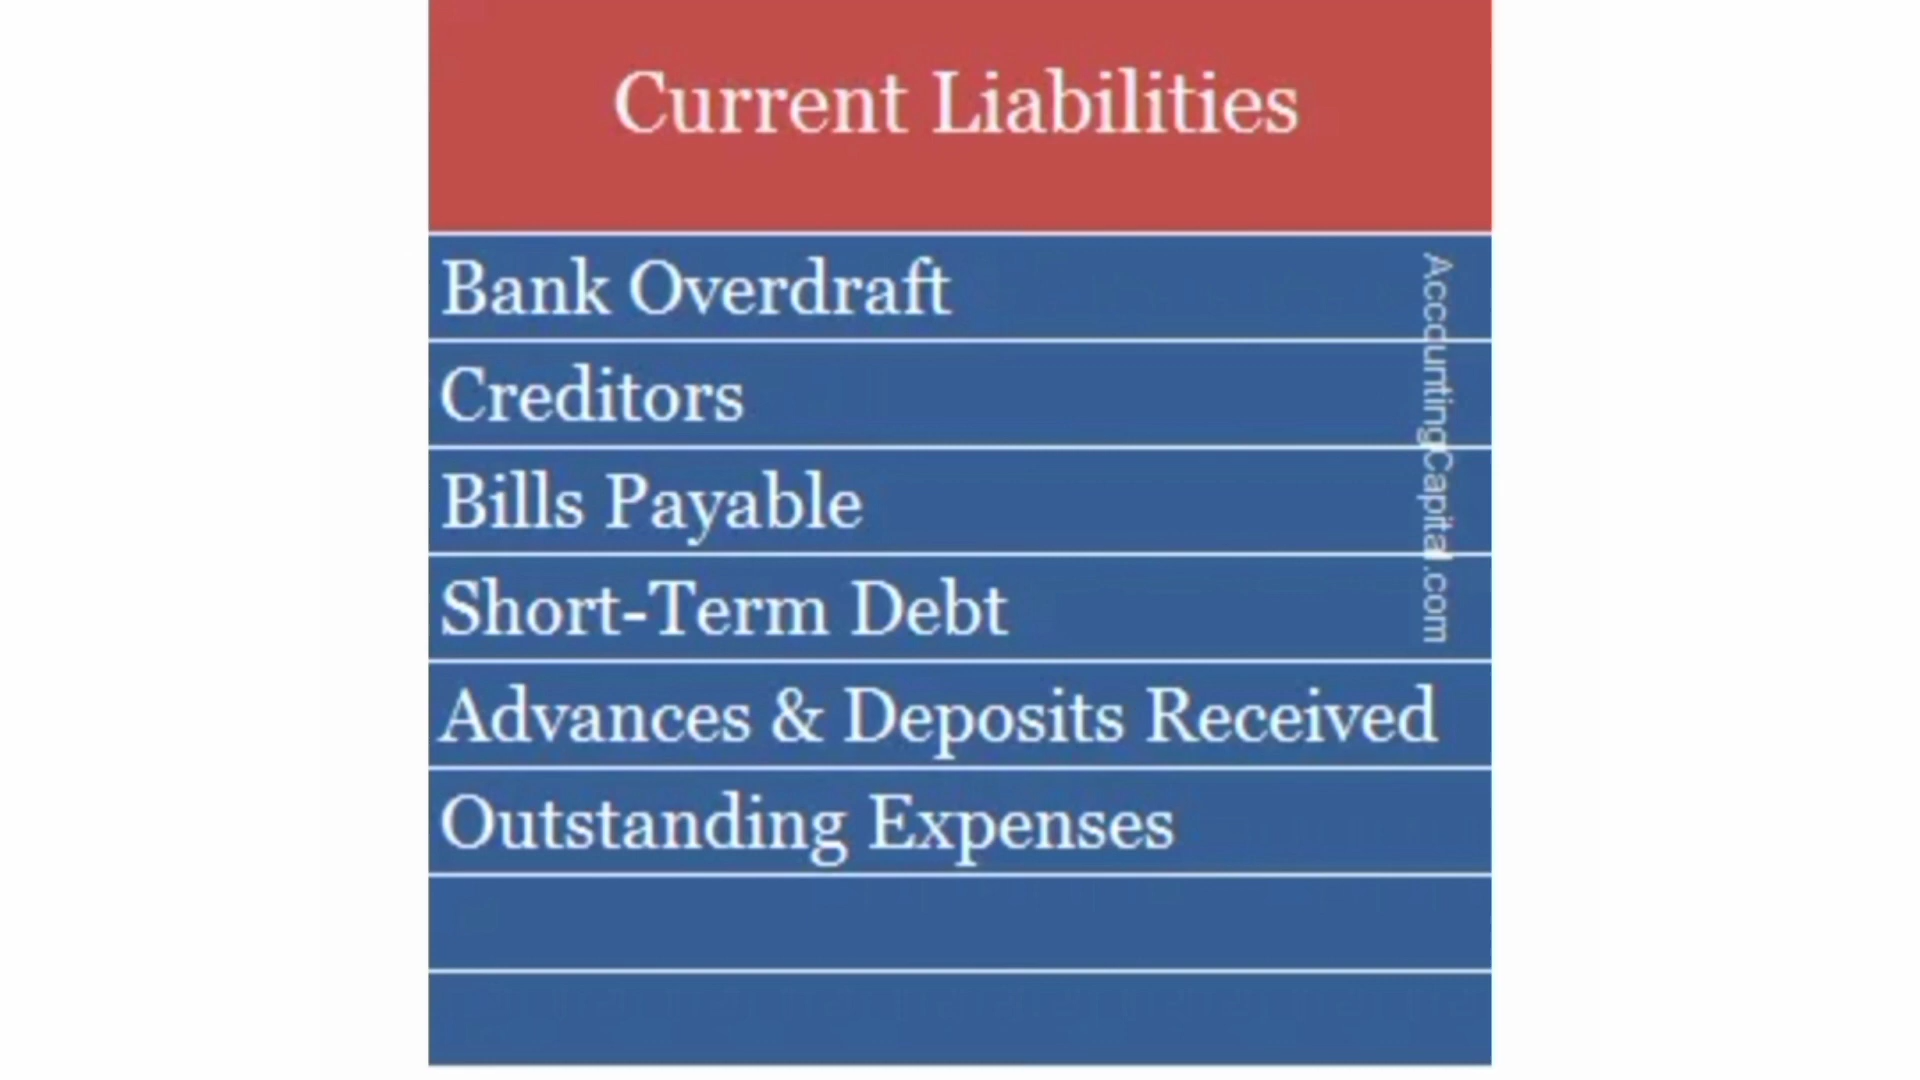 Current Liabilities
Bank Overdraft
Creditors
Bills Payable
Short-Term Debt
Advances & Deposits Received
Outstanding Expenses
AccountingCapital.com